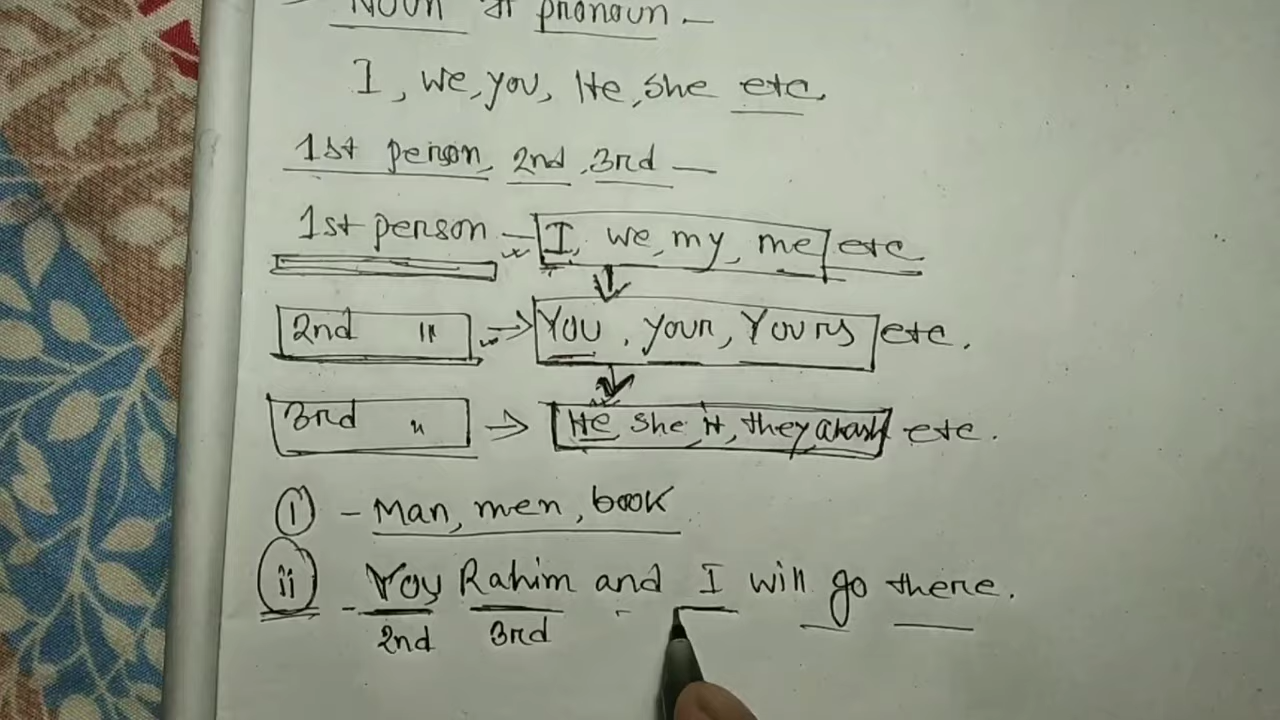 Noun বা pronoun —
I, we, you, He, she etc.
1st person, 2nd, 3rd —
1st person – I, we, my, me etc
2nd " → You, your, Yours etc.
3rd " → He she it, they, akash etc.
i – Man, men, book
ii – You Rahim and I will go there.
2nd 3rd